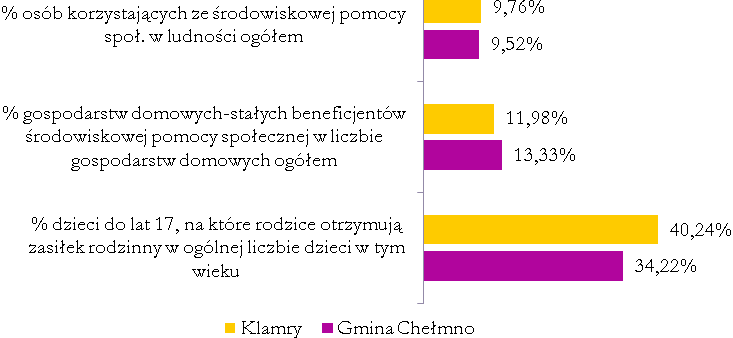 % osób korzystających ze środowiskowej pomocy
społ. w ludności ogółem
9,76%
9,52%
% gospodarstw domowych-stałych beneficjentów
środowiskowej pomocy społecznej w liczbie
gospodarstw domowych ogółem
11,98%
13,33%
% dzieci do lat 17, na które rodzice otrzymują
zasiłek rodzinny w ogólnej liczbie dzieci w tym
wieku
40,24%
34,22%
Klamry
Gmina Chełmno